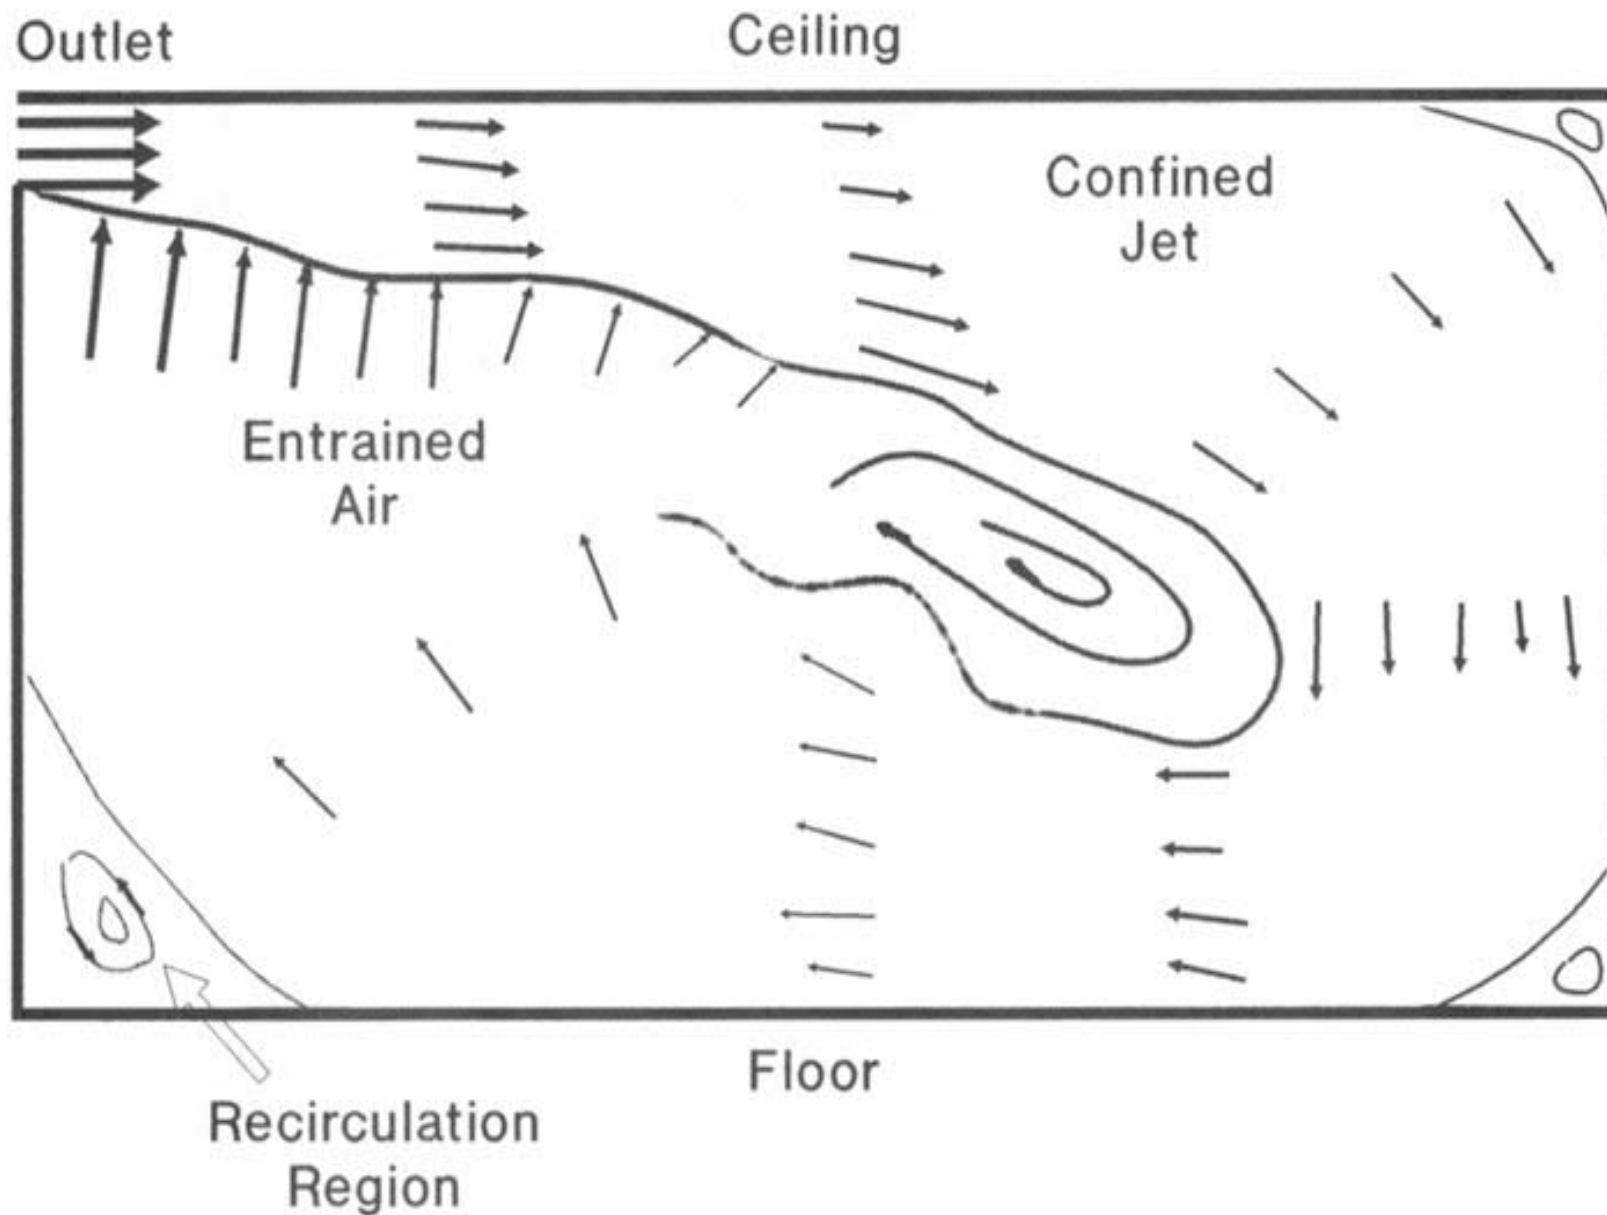 Outlet
Ceiling
Confined
Jet
Entrained
Air
Floor
Recirculation
Region